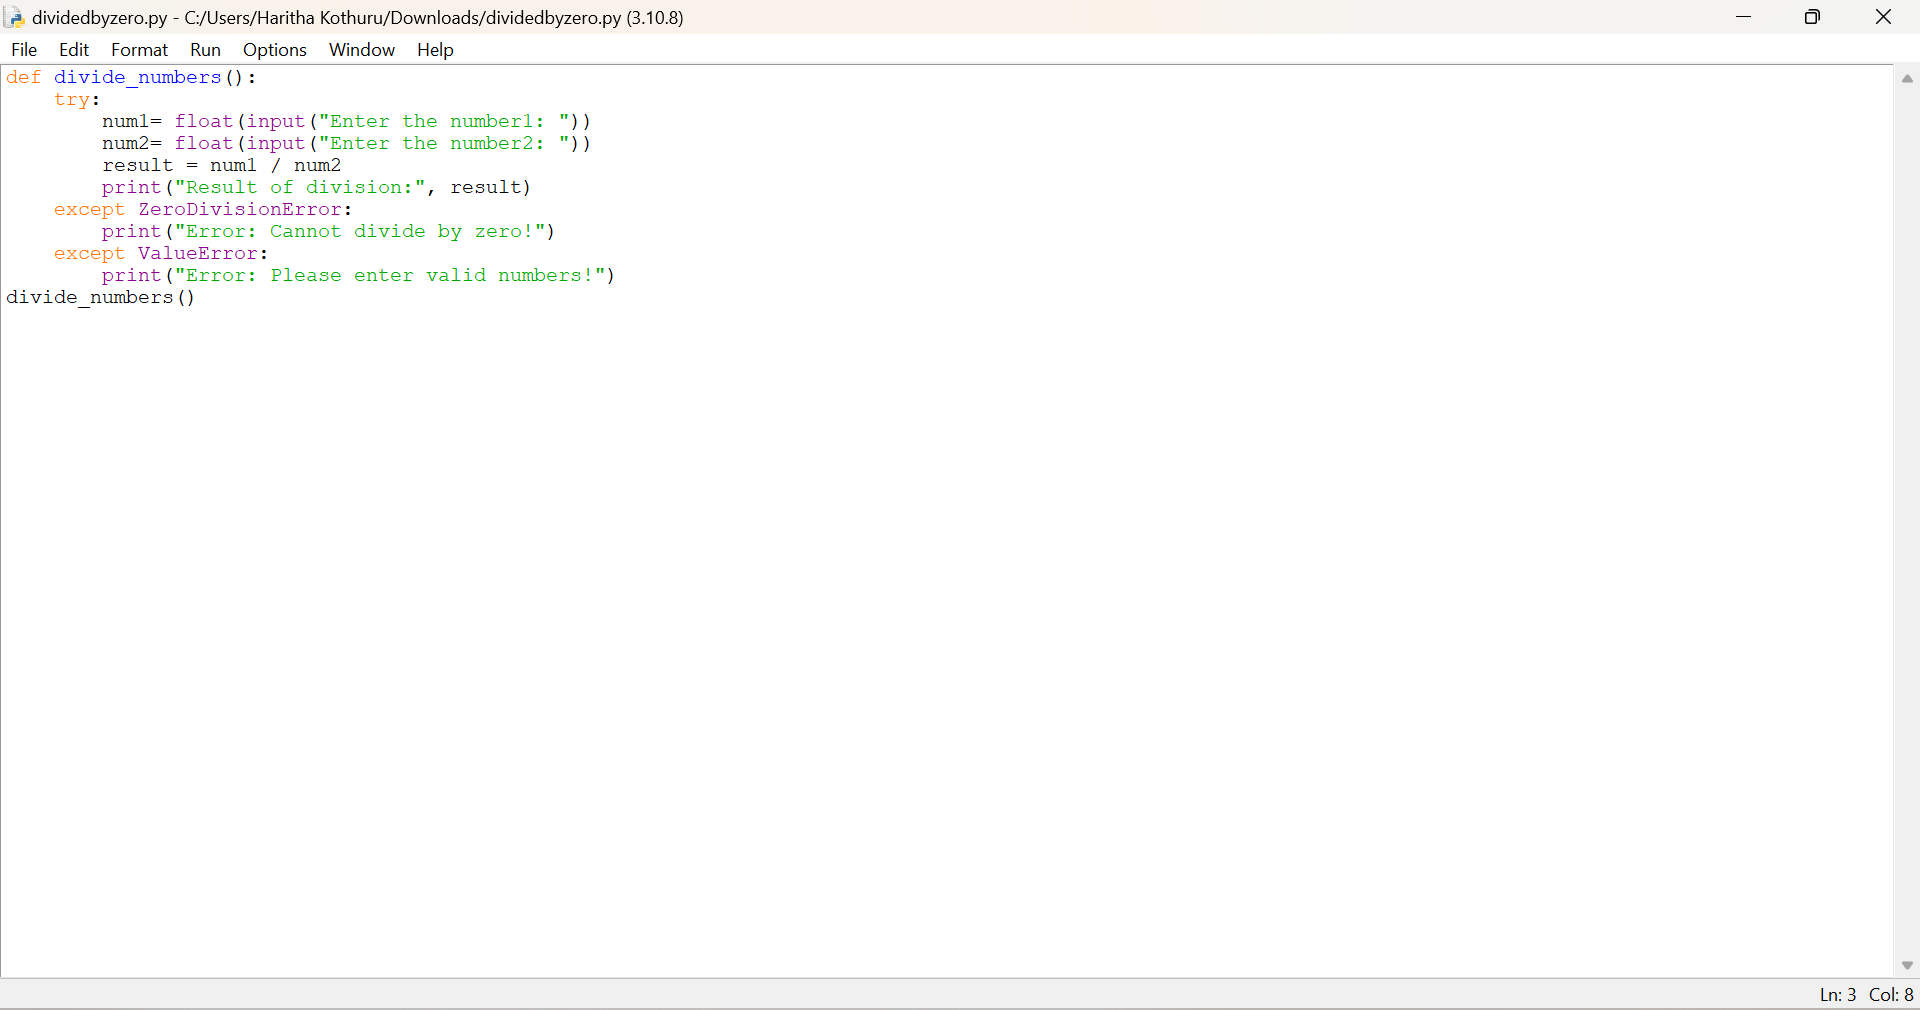 dividedbyzero.py - C:/Users/Haritha Kothuru/Downloads/dividedbyzero.py (3.10.8)
File Edit Format Run Options Window Help
def divide_numbers():
    try:
        num1= float(input("Enter the number1: "))
        num2= float(input("Enter the number2: "))
        result = num1 / num2
        print("Result of division:", result)
    except ZeroDivisionError:
        print("Error: Cannot divide by zero!")
    except ValueError:
        print("Error: Please enter valid numbers!")
divide_numbers()
Ln: 3 Col: 8